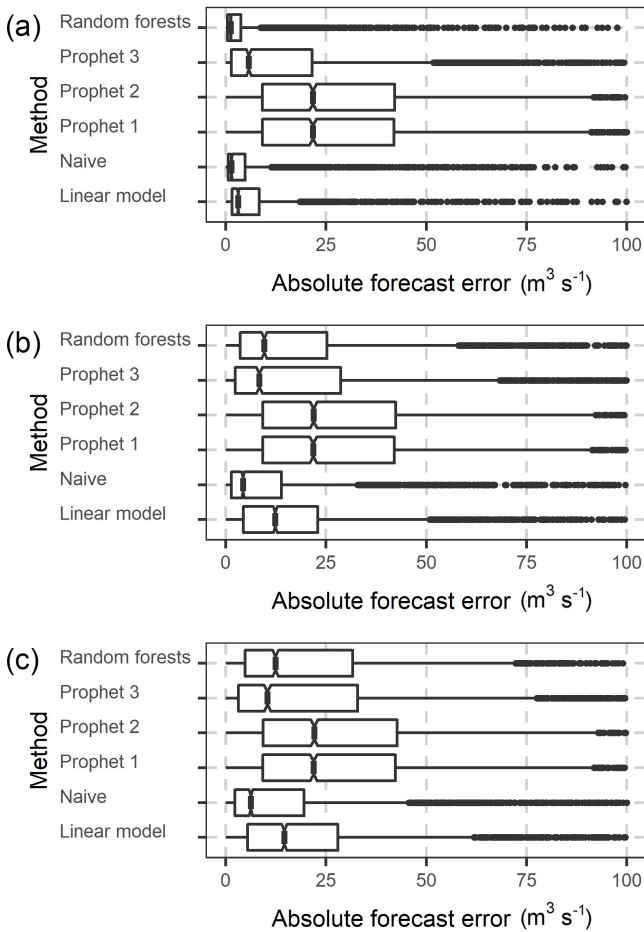 (a)
Method
Random forests
Prophet 3
Prophet 2
Prophet 1
Naive
Linear model
0 25 50 75 100
Absolute forecast error (m³ s⁻¹)
(b)
Method
Random forests
Prophet 3
Prophet 2
Prophet 1
Naive
Linear model
0 25 50 75 100
Absolute forecast error (m³ s⁻¹)
(c)
Method
Random forests
Prophet 3
Prophet 2
Prophet 1
Naive
Linear model
0 25 50 75 100
Absolute forecast error (m³ s⁻¹)